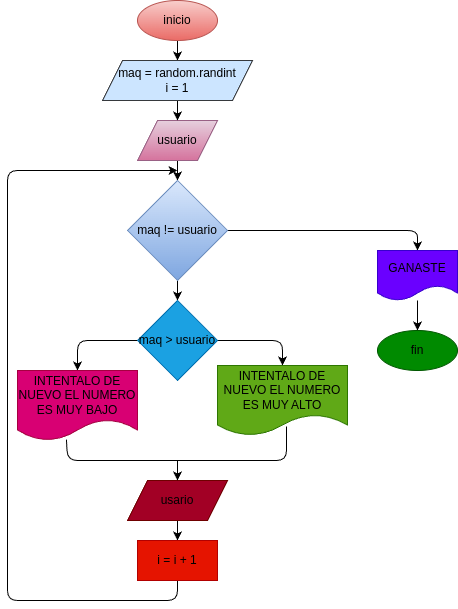 inicio
maq = random.randint
i = 1
usuario
maq != usuario
GANASTE
maq > usuario
fin
INTENTALO DE
NUEVO EL NUMERO
ES MUY BAJO
INTENTALO DE
NUEVO EL NUMERO
ES MUY ALTO
usario
i = i + 1